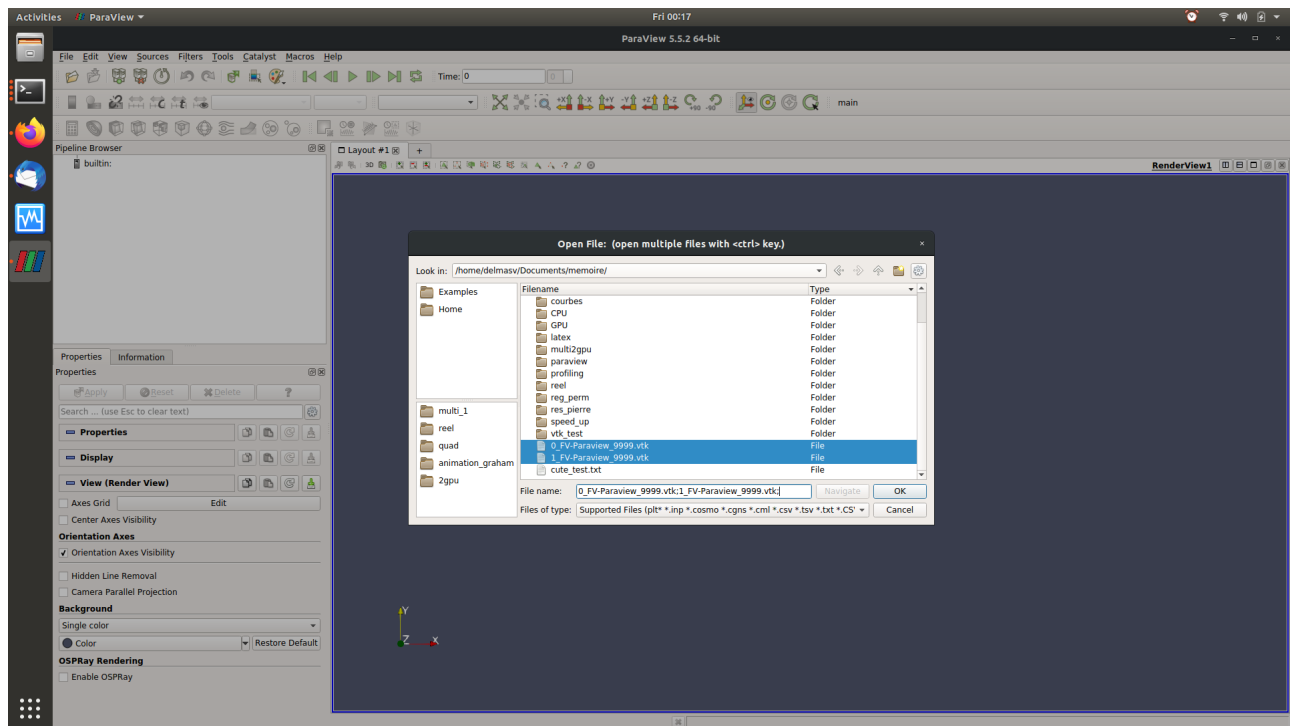 Activities ParaView Fri 00:17
ParaView 5.5.2 64-bit
File Edit View Sources Filters Tools Catalyst Macros Help
Time: 0 0
+X -X +Y -Y +Z -Z +90 -90 main
Pipeline Browser
builtin:
Layout #1 +
3D RenderView1
Open File: (open multiple files with <ctrl> key.)
Look in: /home/delmasv/Documents/memoire/
Examples
Home
multi_1
reel
quad
animation_graham
2gpu
Filename Type
courbes Folder
CPU Folder
GPU Folder
latex Folder
multi2gpu Folder
paraview Folder
profiling Folder
reel Folder
reg_perm Folder
res_pierre Folder
speed_up Folder
vtk_test Folder
0_FV-Paraview_9999.vtk File
1_FV-Paraview_9999.vtk File
cute_test.txt File
File name: 0_FV-Paraview_9999.vtk;1_FV-Paraview_9999.vtk; Navigate OK
Files of type: Supported Files (plt* *.inp *.cosmo *.cgns *.cml *.csv *.tsv *.txt *.CS Cancel
Properties Information
Properties
Apply Reset Delete ?
Search ... (use Esc to clear text)
Properties
Display
View (Render View)
Axes Grid Edit
Center Axes Visibility
Orientation Axes
Orientation Axes Visibility
Hidden Line Removal
Camera Parallel Projection
Background
Single color
Color Restore Default
OSPRay Rendering
Enable OSPRay
Y
Z X